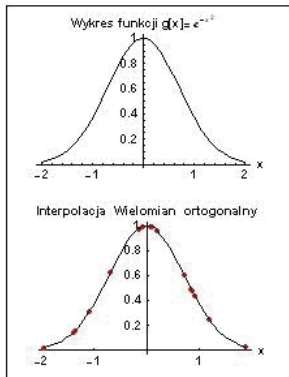 Wykres funkcji g[x]= e^-x^2
1
0.8
0.6
0.4
0.2
-2 -1 1 2 x
Interpolacja Wielomian ortogonalny
1
0.8
0.6
0.4
0.2
-2 -1 1 x